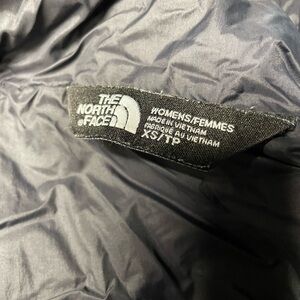 THE
NORTH
FACE
WOMENS/FEMMES
MADE IN VIETNAM
FABRIQUÉ AU VIETNAM
XS/TP